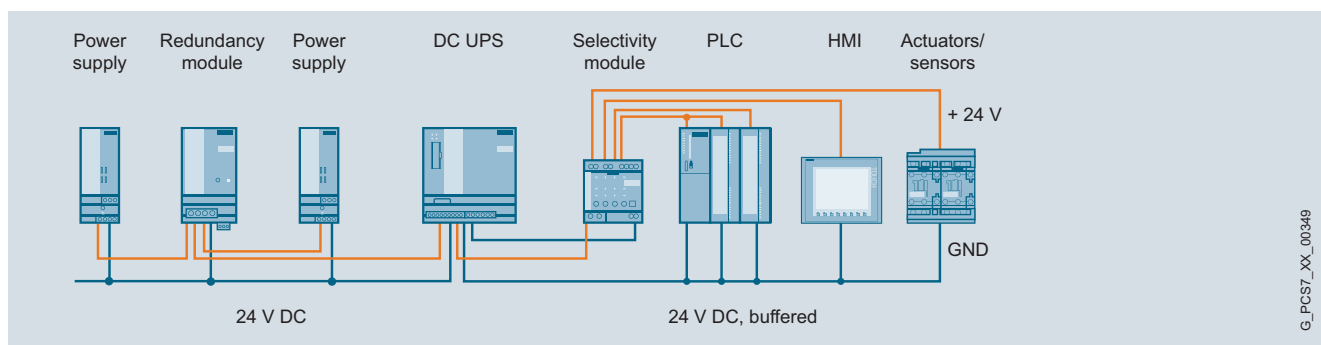 Power supply
Redundancy module
Power supply
DC UPS
Selectivity module
PLC
HMI
Actuators/ sensors
+ 24 V
GND
24 V DC
24 V DC, buffered
G_PCS7_XX_00349